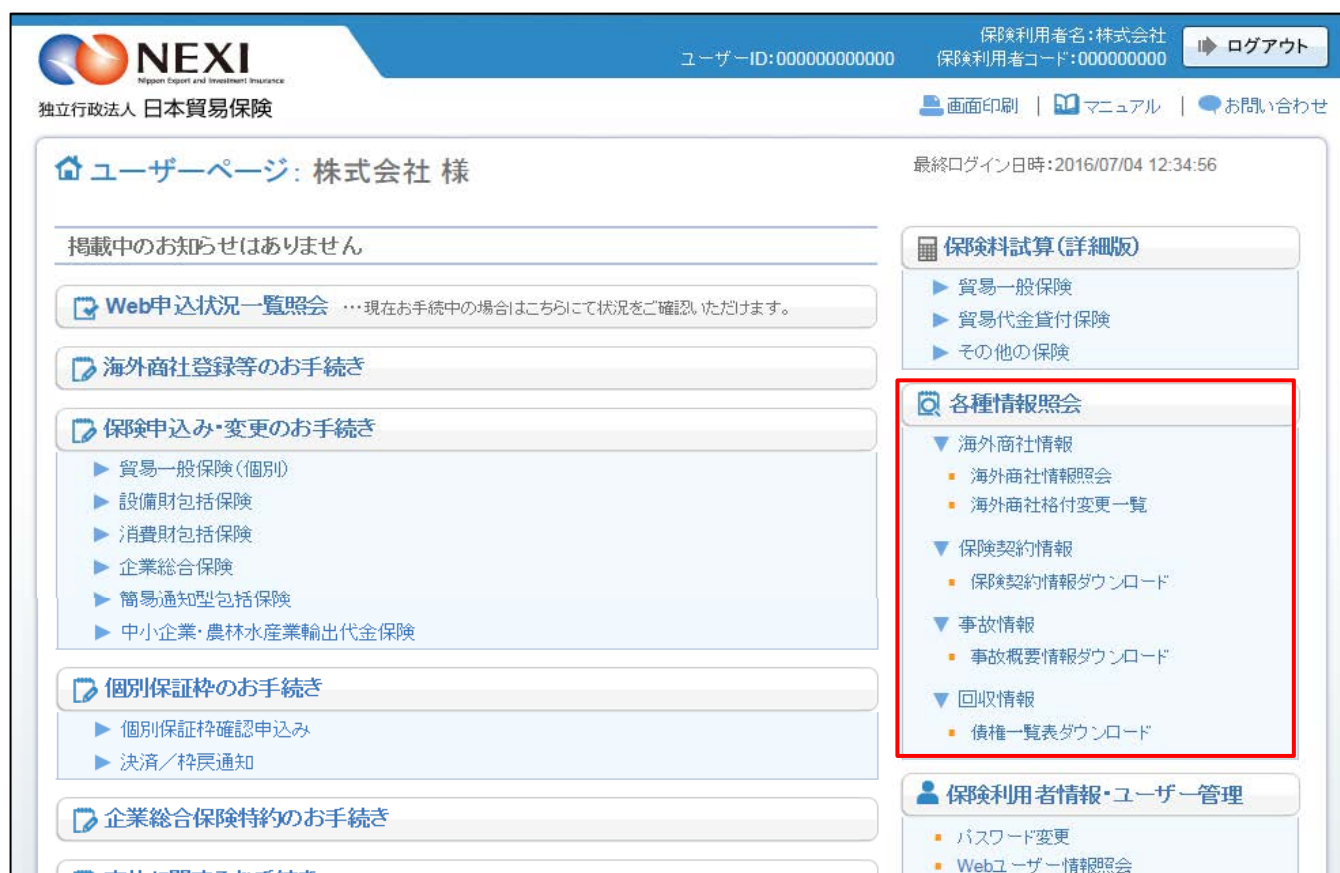 NEXI
Nippon Export and Investment Insurance
独立行政法人 日本貿易保険
ユーザーID:000000000000
保険利用者名:株式会社
保険利用者コード:000000000
ログアウト
画面印刷 | マニュアル | お問い合わせ
ユーザーページ: 株式会社 様
最終ログイン日時:2016/07/04 12:34:56
掲載中のお知らせはありません
Web申込状況一覧照会 …現在お手続中の場合はこちらにて状況をご確認いただけます。
海外商社登録等のお手続き
保険申込み・変更のお手続き
貿易一般保険(個別)
設備財包括保険
消費財包括保険
企業総合保険
簡易通知型包括保険
中小企業・農林水産業輸出代金保険
個別保証枠のお手続き
個別保証枠確認申込み
決済/枠戻通知
企業総合保険特約のお手続き
保険料試算(詳細版)
貿易一般保険
貿易代金貸付保険
その他の保険
各種情報照会
海外商社情報
海外商社情報照会
海外商社格付変更一覧
保険契約情報
保険契約情報ダウンロード
事故情報
事故概要情報ダウンロード
回収情報
債権一覧表ダウンロード
保険利用者情報・ユーザー管理
パスワード変更
Webユーザー情報照会